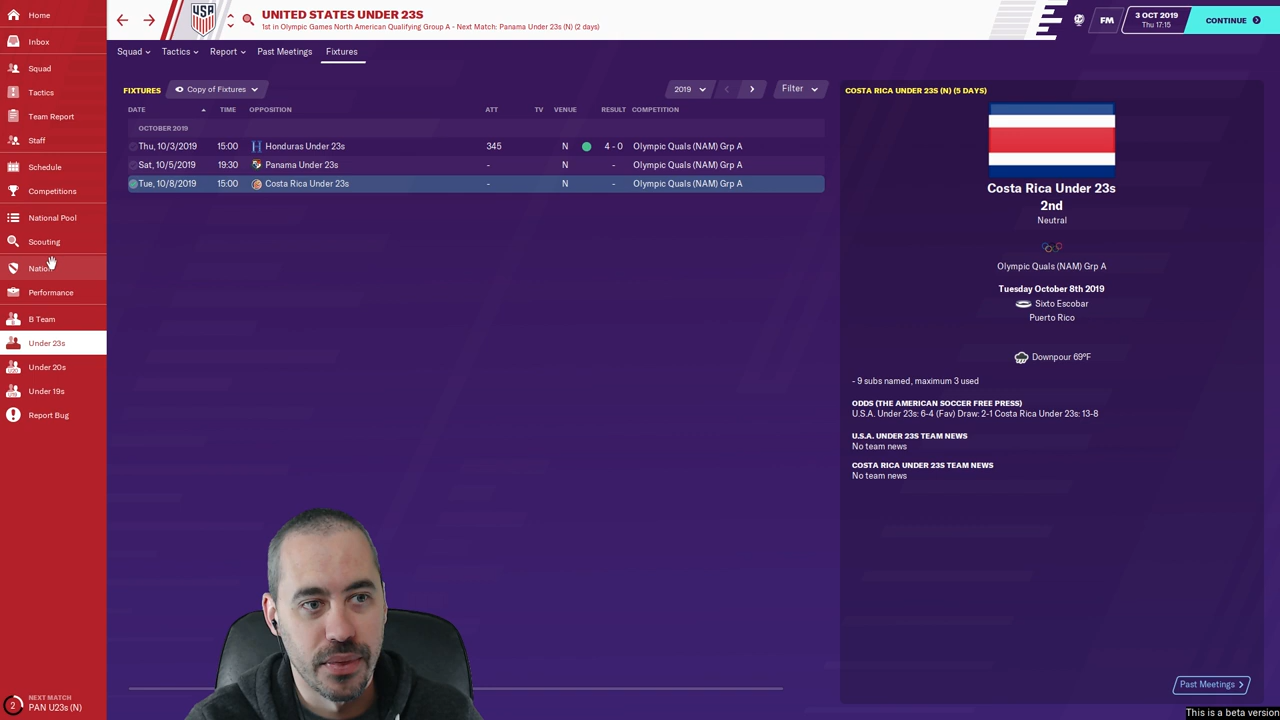 Home
Inbox
Squad
Tactics
Team Report
Staff
Schedule
Competitions
National Pool
Scouting
Nation
Performance
B Team
Under 23s
Under 20s
Under 19s
Report Bug
2
NEXT MATCH
PAN U23s (N)
USA
UNITED STATES UNDER 23S
1st in Olympic Games North American Qualifying Group A - Next Match: Panama Under 23s (N) (2 days)
FM
3 OCT 2019
Thu 17:15
CONTINUE
Squad Tactics Report Past Meetings Fixtures
FIXTURES Copy of Fixtures 2019 Filter
DATE TIME OPPOSITION ATT TV VENUE RESULT COMPETITION
OCTOBER 2019
Thu, 10/3/2019 15:00 Honduras Under 23s 345 N 4 - 0 Olympic Quals (NAM) Grp A
Sat, 10/5/2019 19:30 Panama Under 23s - N - Olympic Quals (NAM) Grp A
Tue, 10/8/2019 15:00 Costa Rica Under 23s - N - Olympic Quals (NAM) Grp A
COSTA RICA UNDER 23S (N) (5 DAYS)
Costa Rica Under 23s
2nd
Neutral
Olympic Quals (NAM) Grp A
Tuesday October 8th 2019
Sixto Escobar
Puerto Rico
Downpour 69°F
- 9 subs named, maximum 3 used
ODDS (THE AMERICAN SOCCER FREE PRESS)
U.S.A. Under 23s: 6-4 (Fav) Draw: 2-1 Costa Rica Under 23s: 13-8
U.S.A. UNDER 23S TEAM NEWS
No team news
COSTA RICA UNDER 23S TEAM NEWS
No team news
Past Meetings
This is a beta version